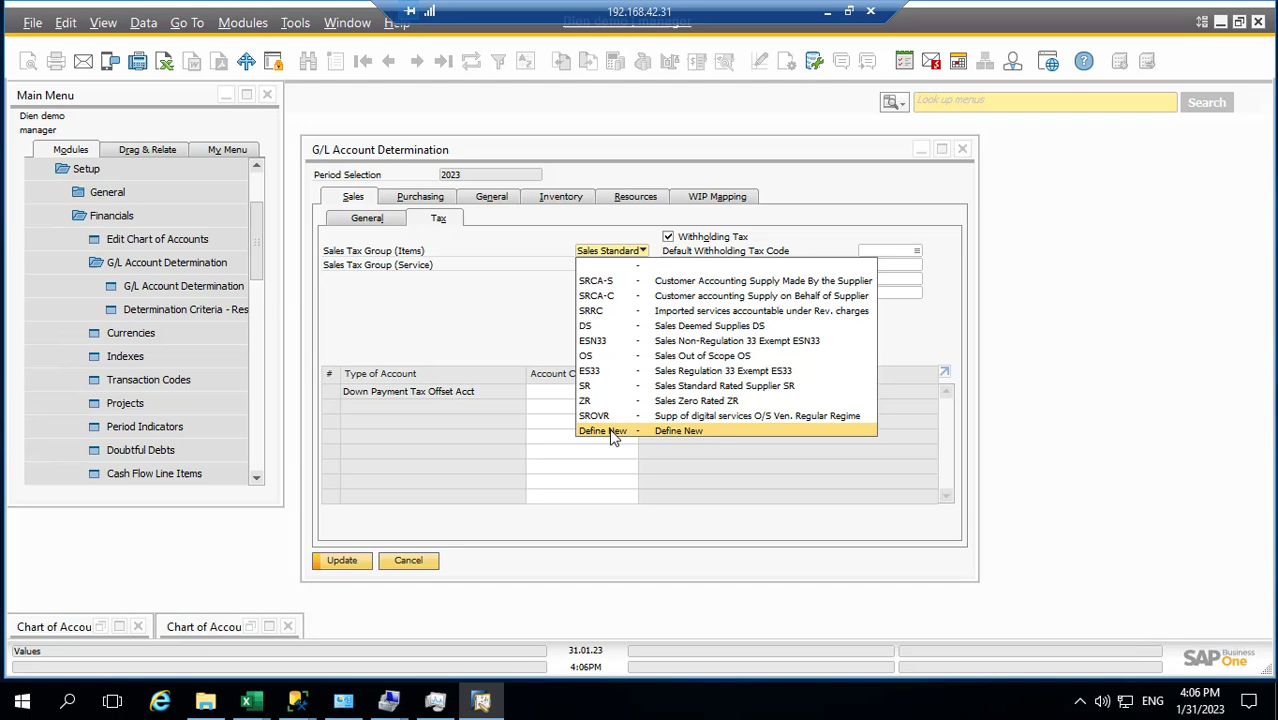 192.168.42.31
File Edit View Data Go To Modules Tools Window Help
Dien demo | manager
Main Menu
Look up menus
Search
Dien demo
manager
Modules Drag & Relate My Menu
Setup
General
Financials
Edit Chart of Accounts
G/L Account Determination
G/L Account Determination
Determination Criteria - Res
Currencies
Indexes
Transaction Codes
Projects
Period Indicators
Doubtful Debts
Cash Flow Line Items
G/L Account Determination
Period Selection 2023
Sales Purchasing General Inventory Resources WIP Mapping
General Tax
Withholding Tax
Sales Tax Group (Items) Sales Standard Default Withholding Tax Code
Sales Tax Group (Service)
-
SRCA-S - Customer Accounting Supply Made By the Supplier
SRCA-C - Customer accounting Supply on Behalf of Supplier
SRRC - Imported services accountable under Rev. charges
DS - Sales Deemed Supplies DS
ESN33 - Sales Non-Regulation 33 Exempt ESN33
OS - Sales Out of Scope OS
ES33 - Sales Regulation 33 Exempt ES33
SR - Sales Standard Rated Supplier SR
ZR - Sales Zero Rated ZR
SROVR - Supp of digital services O/S Ven. Regular Regime
Define New - Define New
# Type of Account Account C
Down Payment Tax Offset Acct
Update Cancel
Chart of Accou Chart of Accou
Values
31.01.23
4:06PM
SAP Business One
ENG
4:06 PM
1/31/2023